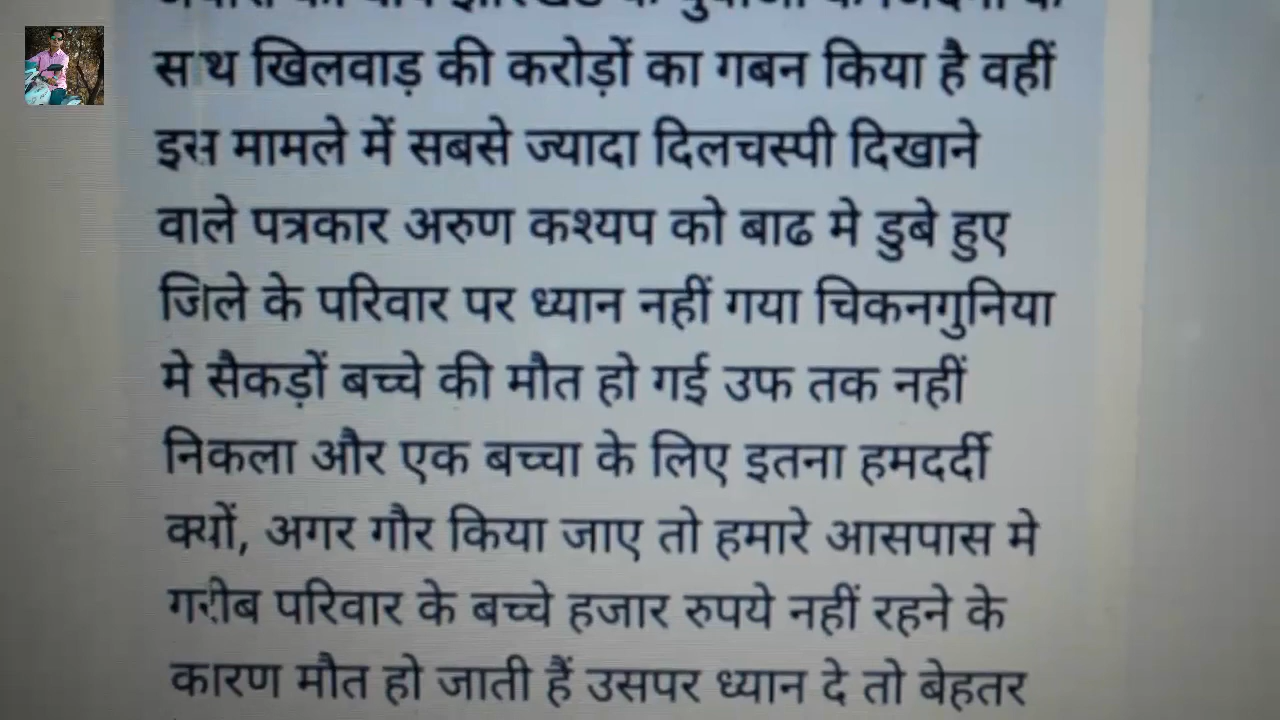 स थ खिलवाड़ की करोड़ों का गबन किया है वहीं
इस मामले में सबसे ज्यादा दिलचस्पी दिखाने
वाले पत्रकार अरुण कश्यप को बाढ मे डुबे हुए
जिले के परिवार पर ध्यान नहीं गया चिकनगुनिया
मे सैकड़ों बच्चे की मौत हो गई उफ तक नहीं
निकला और एक बच्चा के लिए इतना हमदर्दी
क्यों, अगर गौर किया जाए तो हमारे आसपास मे
गरीब परिवार के बच्चे हजार रुपये नहीं रहने के
कारण मौत हो जाती हैं उसपर ध्यान दे तो बेहतर